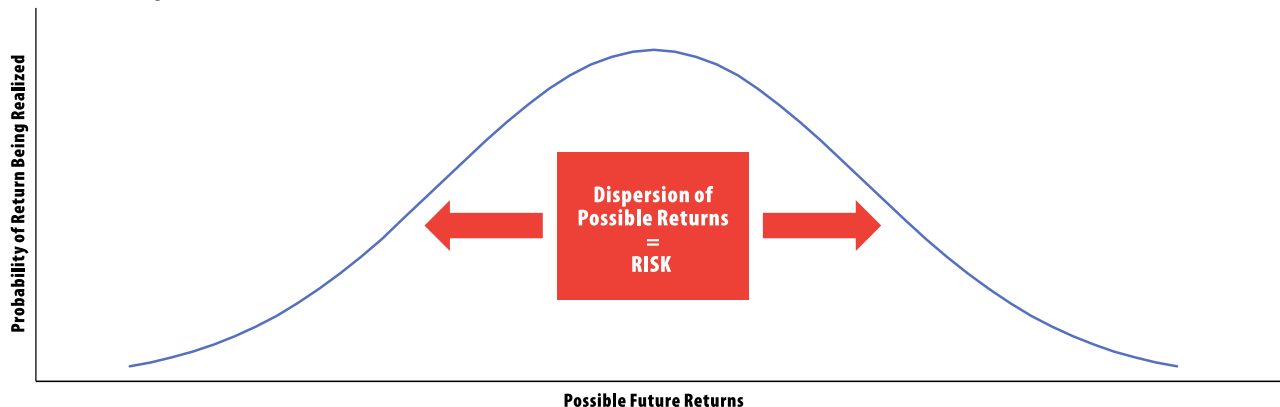 Probability of Return Being Realized
Dispersion of
Possible Returns
=
RISK
Possible Future Returns